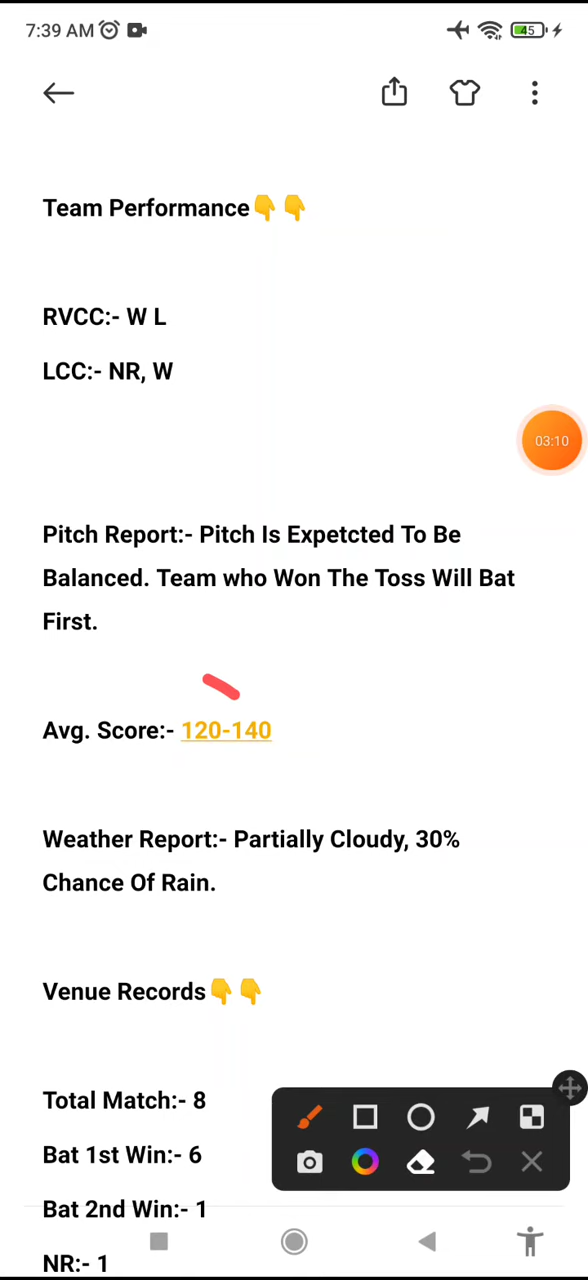 7:39 AM
45
Team Performance👇👇
RVCC:- W L
LCC:- NR, W
03:10
Pitch Report:- Pitch Is Expetcted To Be
Balanced. Team who Won The Toss Will Bat
First.
Avg. Score:- 120-140
Weather Report:- Partially Cloudy, 30%
Chance Of Rain.
Venue Records👇👇
Total Match:- 8
Bat 1st Win:- 6
Bat 2nd Win:- 1
NR:- 1